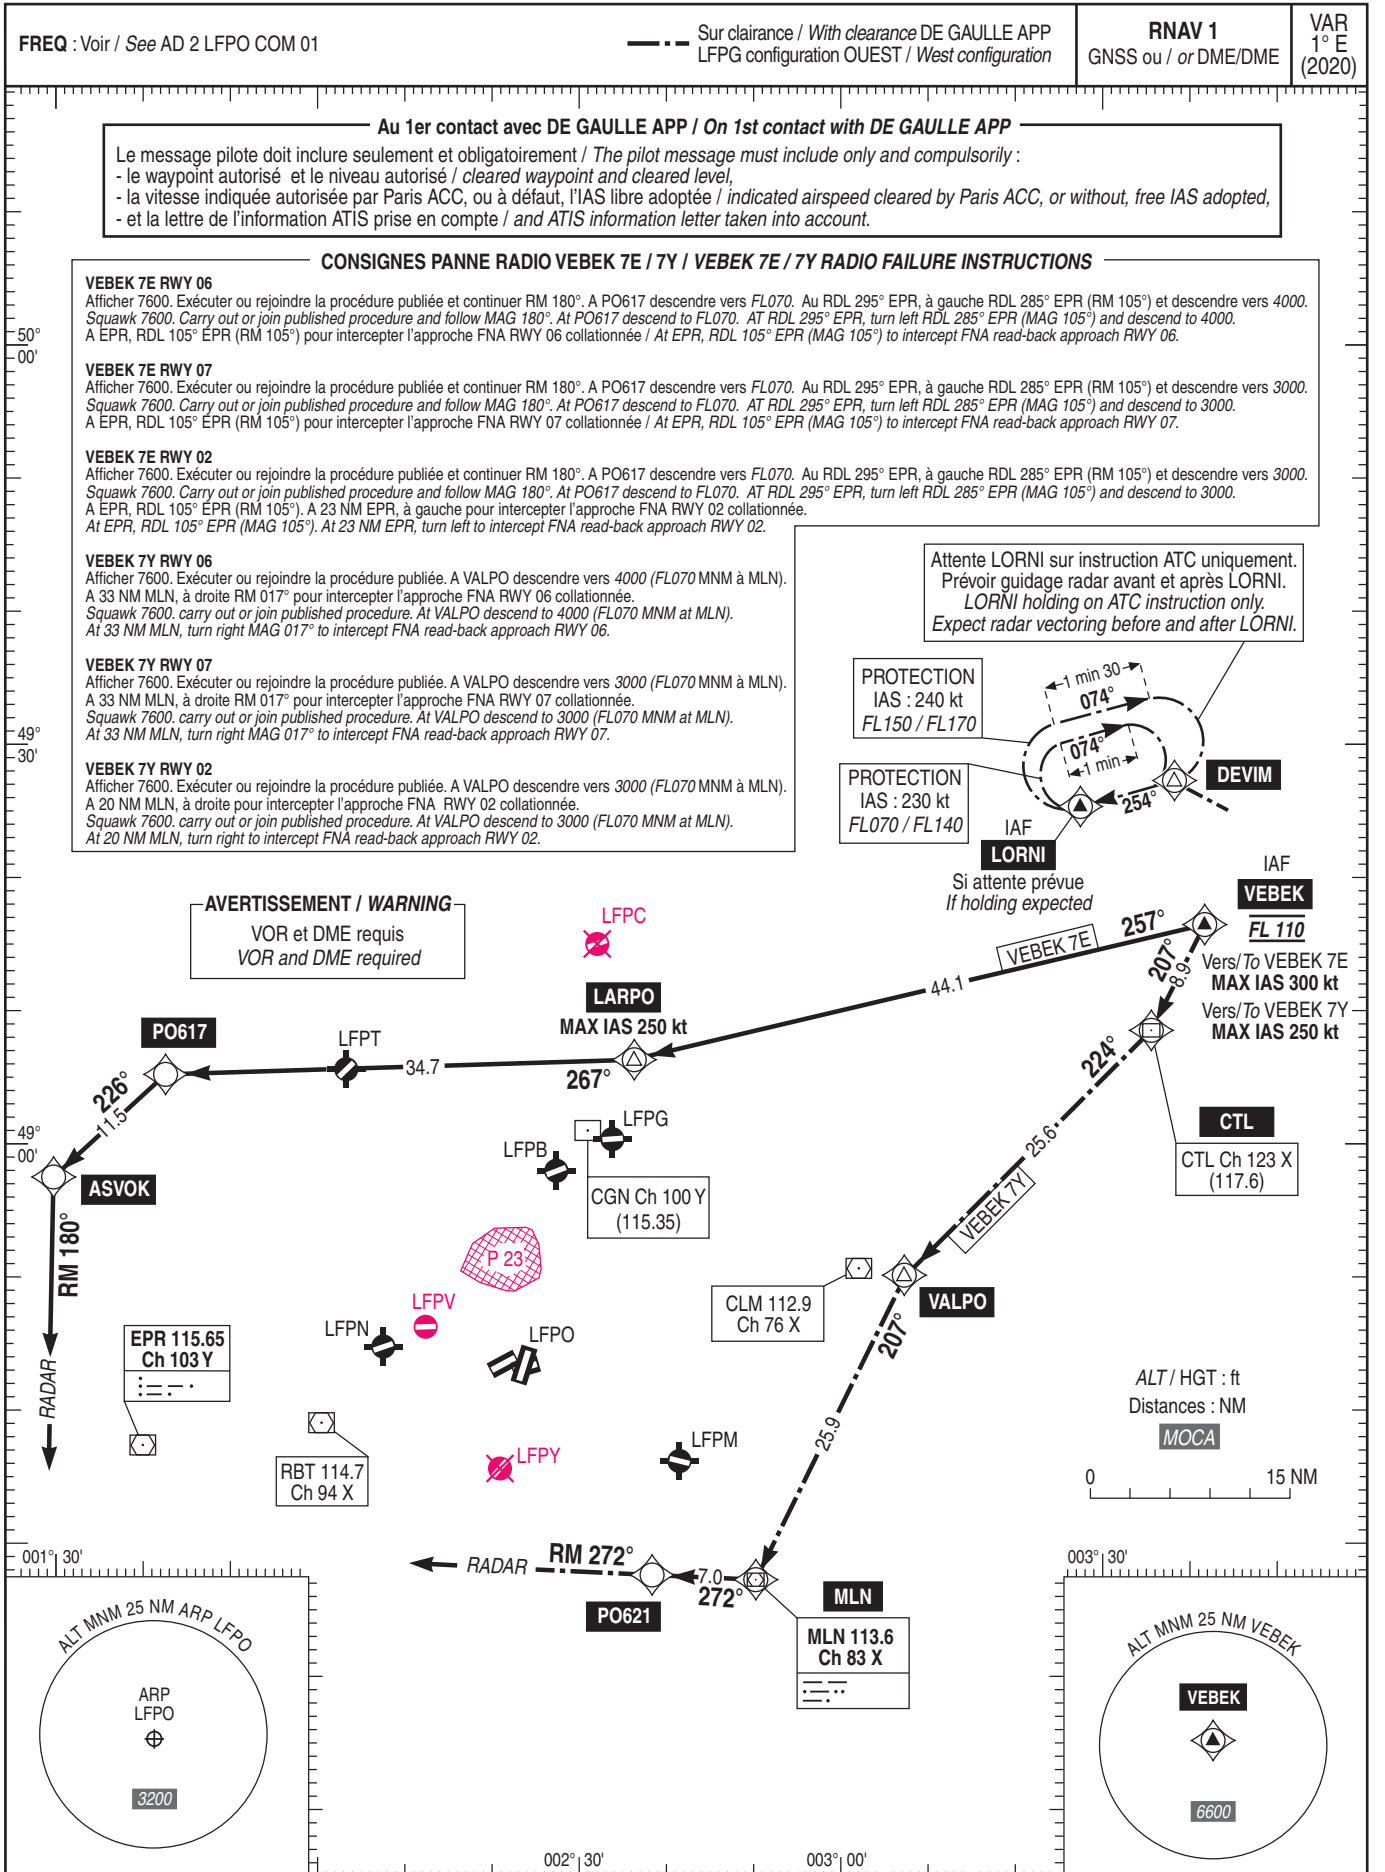 FREQ : Voir / See AD 2 LFPO COM 01
Sur clairance / With clearance DE GAULLE APP
LFPG configuration OUEST / West configuration
RNAV 1
GNSS ou / or DME/DME
VAR
1° E
(2020)
Au 1er contact avec DE GAULLE APP / On 1st contact with DE GAULLE APP
Le message pilote doit inclure seulement et obligatoirement / The pilot message must include only and compulsorily :
- le waypoint autorisé et le niveau autorisé / cleared waypoint and cleared level,
- la vitesse indiquée autorisée par Paris ACC, ou à défaut, l'IAS libre adoptée / indicated airspeed cleared by Paris ACC, or without, free IAS adopted,
- et la lettre de l'information ATIS prise en compte / and ATIS information letter taken into account.
CONSIGNES PANNE RADIO VEBEK 7E / 7Y / VEBEK 7E / 7Y RADIO FAILURE INSTRUCTIONS
VEBEK 7E RWY 06
Afficher 7600. Exécuter ou rejoindre la procédure publiée et continuer RM 180°. A PO617 descendre vers FL070. Au RDL 295° EPR, à gauche RDL 285° EPR (RM 105°) et descendre vers 4000.
Squawk 7600. Carry out or join published procedure and follow MAG 180°. At PO617 descend to FL070. AT RDL 295° EPR, turn left RDL 285° EPR (MAG 105°) and descend to 4000.
A EPR, RDL 105° EPR (RM 105°) pour intercepter l'approche FNA RWY 06 collationnée / At EPR, RDL 105° EPR (MAG 105°) to intercept FNA read-back approach RWY 06.
VEBEK 7E RWY 07
Afficher 7600. Exécuter ou rejoindre la procédure publiée et continuer RM 180°. A PO617 descendre vers FL070. Au RDL 295° EPR, à gauche RDL 285° EPR (RM 105°) et descendre vers 3000.
Squawk 7600. Carry out or join published procedure and follow MAG 180°. At PO617 descend to FL070. AT RDL 295° EPR, turn left RDL 285° EPR (MAG 105°) and descend to 3000.
A EPR, RDL 105° EPR (RM 105°) pour intercepter l'approche FNA RWY 07 collationnée / At EPR, RDL 105° EPR (MAG 105°) to intercept FNA read-back approach RWY 07.
VEBEK 7E RWY 02
Afficher 7600. Exécuter ou rejoindre la procédure publiée et continuer RM 180°. A PO617 descendre vers FL070. Au RDL 295° EPR, à gauche RDL 285° EPR (RM 105°) et descendre vers 3000.
Squawk 7600. Carry out or join published procedure and follow MAG 180°. At PO617 descend to FL070. AT RDL 295° EPR, turn left RDL 285° EPR (MAG 105°) and descend to 3000.
A EPR, RDL 105° EPR (RM 105°). A 23 NM EPR, à gauche pour intercepter l'approche FNA RWY 02 collationnée.
At EPR, RDL 105° EPR (MAG 105°). At 23 NM EPR, turn left to intercept FNA read-back approach RWY 02.
VEBEK 7Y RWY 06
Afficher 7600. Exécuter ou rejoindre la procédure publiée. A VALPO descendre vers 4000 (FL070 MNM à MLN).
A 33 NM MLN, à droite RM 017° pour intercepter l'approche FNA RWY 06 collationnée.
Squawk 7600. carry out or join published procedure. At VALPO descend to 4000 (FL070 MNM at MLN).
At 33 NM MLN, turn right MAG 017° to intercept FNA read-back approach RWY 06.
VEBEK 7Y RWY 07
Afficher 7600. Exécuter ou rejoindre la procédure publiée. A VALPO descendre vers 3000 (FL070 MNM à MLN).
A 33 NM MLN, à droite RM 017° pour intercepter l'approche FNA RWY 07 collationnée.
Squawk 7600. carry out or join published procedure. At VALPO descend to 3000 (FL070 MNM at MLN).
At 33 NM MLN, turn right MAG 017° to intercept FNA read-back approach RWY 07.
VEBEK 7Y RWY 02
Afficher 7600. Exécuter ou rejoindre la procédure publiée. A VALPO descendre vers 3000 (FL070 MNM à MLN).
A 20 NM MLN, à droite pour intercepter l'approche FNA RWY 02 collationnée.
Squawk 7600. carry out or join published procedure. At VALPO descend to 3000 (FL070 MNM at MLN).
At 20 NM MLN, turn right to intercept FNA read-back approach RWY 02.
50°
00'
49°
30'
49°
00'
Attente LORNI sur instruction ATC uniquement.
Prévoir guidage radar avant et après LORNI.
LORNI holding on ATC instruction only.
Expect radar vectoring before and after LORNI.
PROTECTION
IAS : 240 kt
FL150 / FL170
1 min 30
074°
074°
1 min
PROTECTION
IAS : 230 kt
FL070 / FL140
254°
DEVIM
IAF
LORNI
Si attente prévue
If holding expected
IAF
VEBEK
FL 110
Vers/To VEBEK 7E
MAX IAS 300 kt
Vers/To VEBEK 7Y
MAX IAS 250 kt
AVERTISSEMENT / WARNING
VOR et DME requis
VOR and DME required
LFPC
257°
VEBEK 7E
44.1
207°
8.9
LARPO
MAX IAS 250 kt
PO617
LFPT
34.7
267°
226°
11.5
224°
25.6
VEBEK 7Y
CTL
CTL Ch 123 X
(117.6)
LFPG
LFPB
CGN Ch 100 Y
(115.35)
ASVOK
RM 180°
RADAR
P 23
LFPV
LFPN
LFPO
CLM 112.9
Ch 76 X
VALPO
207°
25.9
EPR 115.65
Ch 103 Y
RBT 114.7
Ch 94 X
LFPY
LFPM
ALT / HGT : ft
Distances : NM
MOCA
0 15 NM
RADAR
RM 272°
7.0
272°
PO621
MLN
MLN 113.6
Ch 83 X
001° 30'
003° 30'
ALT MNM 25 NM ARP LFPO
ARP
LFPO
3200
ALT MNM 25 NM VEBEK
VEBEK
6600
002° 30'
003° 00'